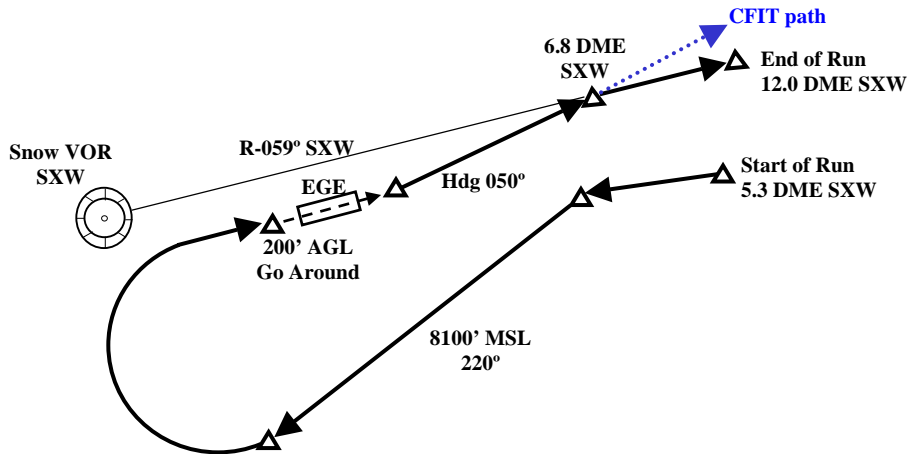 CFIT path
6.8 DME
SXW
End of Run
12.0 DME SXW
Snow VOR
SXW
R-059º SXW
EGE
Hdg 050º
Start of Run
5.3 DME SXW
200’ AGL
Go Around
8100’ MSL
220º